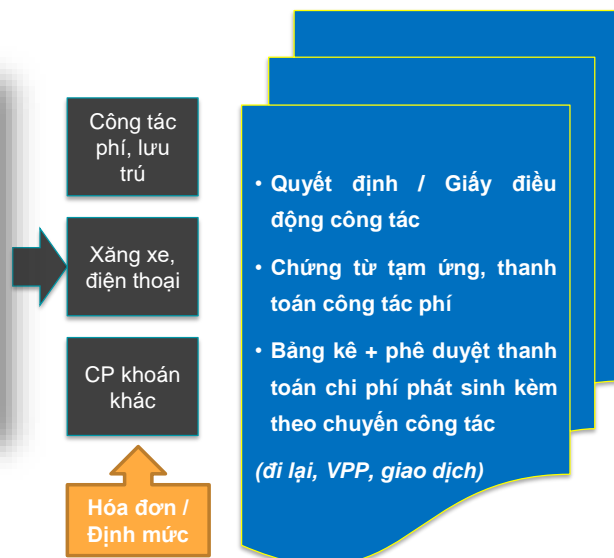 Công tác
phí, lưu
trú
Xăng xe,
điện thoại
CP khoán
khác
Hóa đơn /
Định mức
• Quyết định / Giấy điều
động công tác
• Chứng từ tạm ứng, thanh
toán công tác phí
• Bảng kê + phê duyệt thanh
toán chi phí phát sinh kèm
theo chuyến công tác
(đi lại, VPP, giao dịch)